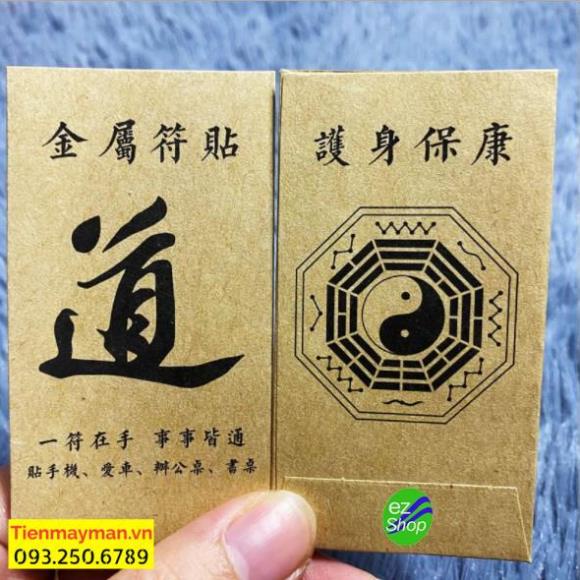 金屬符貼
道
一符在手 事事皆通
貼手機、愛車、辦公桌、書桌
護身保康
ez
Shop
Tienmayman.vn
093.250.6789